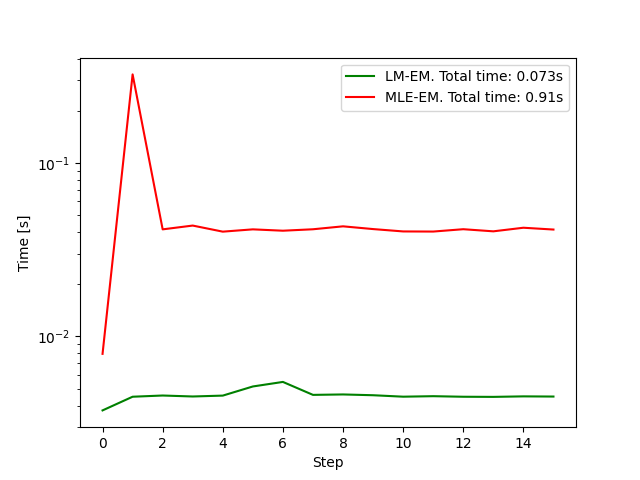 LM-EM. Total time: 0.073s
MLE-EM. Total time: 0.91s
10⁻¹
10⁻²
Time [s]
0 2 4 6 8 10 12 14
Step